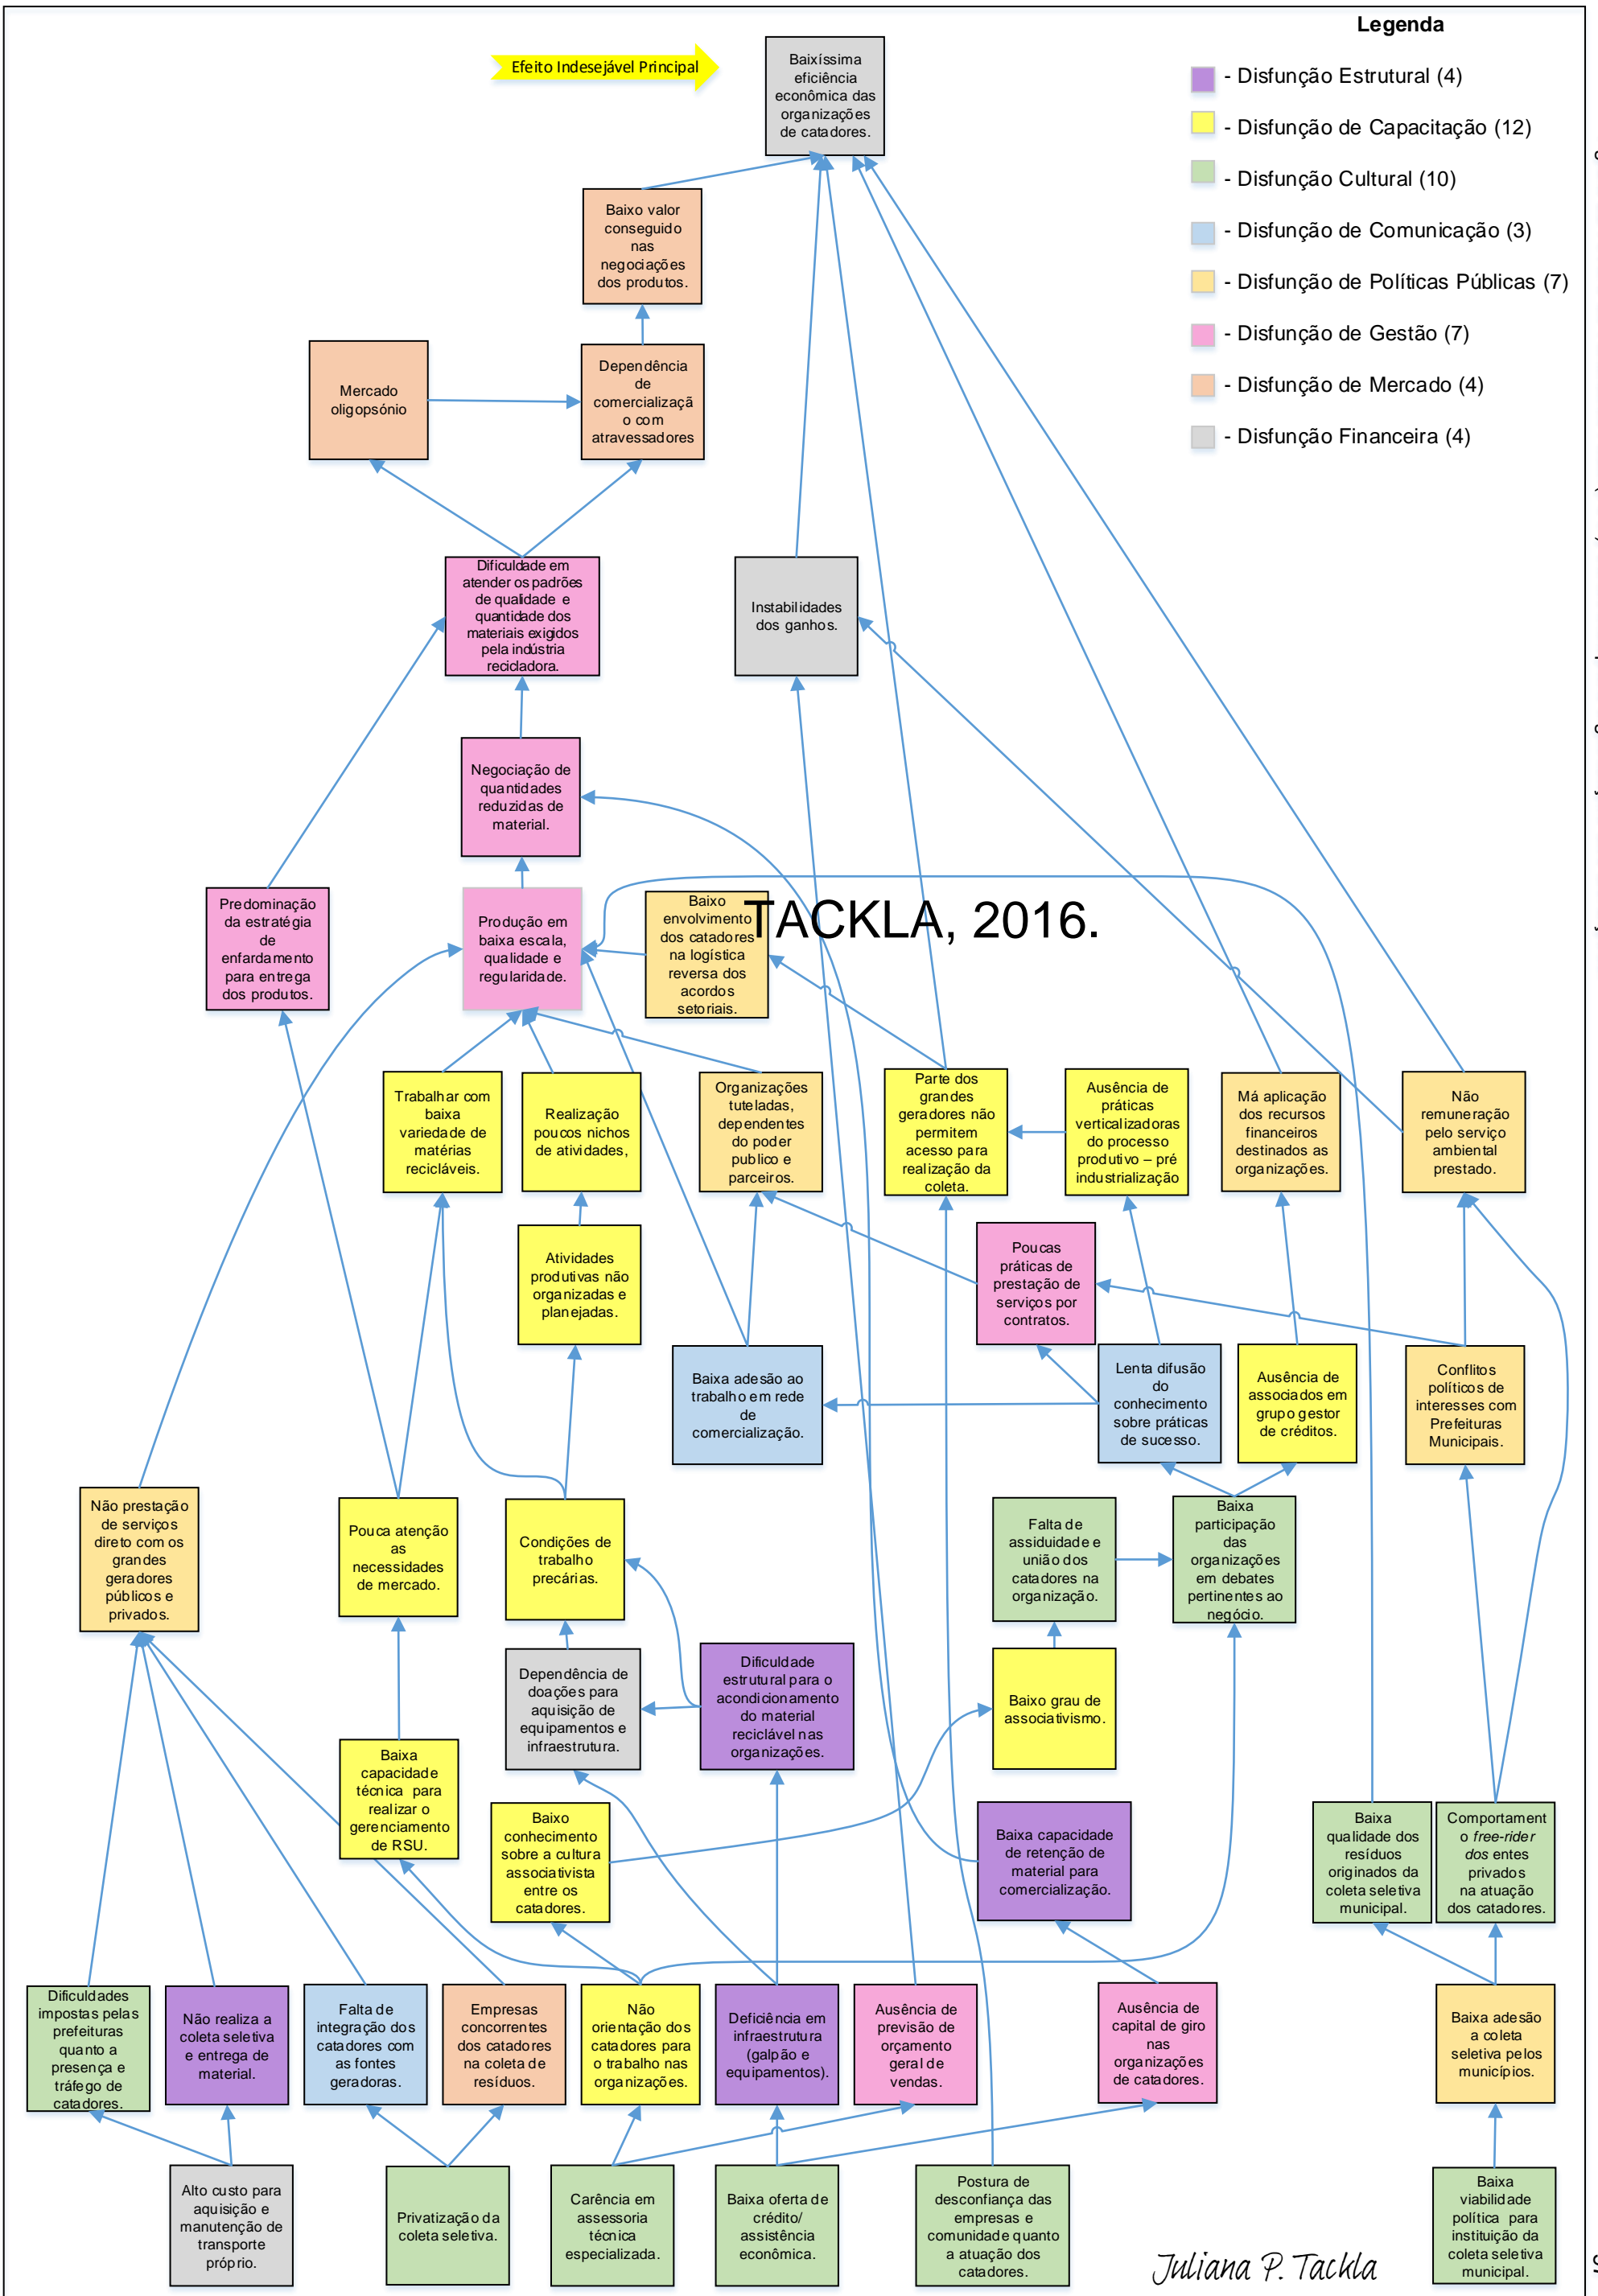 Legenda
Efeito Indesejável Principal
Baixíssima
eficiência
econômica das
organizações
de catadores.
- Disfunção Estrutural (4)
- Disfunção de Capacitação (12)
- Disfunção Cultural (10)
- Disfunção de Comunicação (3)
- Disfunção de Políticas Públicas (7)
- Disfunção de Gestão (7)
- Disfunção de Mercado (4)
- Disfunção Financeira (4)
Baixo valor
conseguido
nas
negociações
dos produtos.
Mercado
oligopsónio
Dependência
de
comercializaçã
o com
atravessadores
Dificuldade em
atender os padrões
de qualidade e
quantidade dos
materiais exigidos
pela indústria
recicladora.
Instabilidades
dos ganhos.
Negociação de
quantidades
reduzidas de
material.
Predominação
da estratégia
de
enfardamento
para entrega
dos produtos.
Produção em
baixa escala,
qualidade e
regularidade.
Baixo
envolvimento
dos catadores
na logística
reversa dos
acordos
setoriais.
TACKLA, 2016.
Trabalhar com
baixa
variedade de
matérias
recicláveis.
Realização
poucos nichos
de atividades,
Organizações
tuteladas,
dependentes
do poder
publico e
parceiros.
Parte dos
grandes
geradores não
permitem
acesso para
realização da
coleta.
Ausência de
práticas
verticalizadoras
do processo
produtivo – pré
industrialização
Má aplicação
dos recursos
financeiros
destinados as
organizações.
Não
remuneração
pelo serviço
ambiental
prestado.
Atividades
produtivas não
organizadas e
planejadas.
Poucas
práticas de
prestação de
serviços por
contratos.
Baixa adesão ao
trabalho em rede
de
comercialização.
Lenta difusão
do
conhecimento
sobre práticas
de sucesso.
Ausência de
associados em
grupo gestor
de créditos.
Conflitos
políticos de
interesses com
Prefeituras
Municipais.
Não prestação
de serviços
direto com os
grandes
geradores
públicos e
privados.
Pouca atenção
as
necessidades
de mercado.
Condições de
trabalho
precárias.
Falta de
assiduidade e
união dos
catadores na
organização.
Baixa
participação
das
organizações
em debates
pertinentes ao
negócio.
Dependência de
doações para
aquisição de
equipamentos e
infraestrutura.
Dificuldade
estrutural para o
acondicionamento
do material
reciclável nas
organizações.
Baixo grau de
associativismo.
Baixa
capacidade
técnica para
realizar o
gerenciamento
de RSU.
Baixo
conhecimento
sobre a cultura
associativista
entre os
catadores.
Baixa capacidade
de retenção de
material para
comercialização.
Baixa
qualidade dos
resíduos
originados da
coleta seletiva
municipal.
Comportament
o free-rider
dos entes
privados
na atuação
dos catadores.
Dificuldades
impostas pelas
prefeituras
quanto a
presença e
tráfego de
catadores.
Não realiza a
coleta seletiva
e entrega de
material.
Falta de
integração dos
catadores com
as fontes
geradoras.
Empresas
concorrentes
dos catadores
na coleta de
resíduos.
Não
orientação dos
catadores para
o trabalho nas
organizações.
Deficiência em
infraestrutura
(galpão e
equipamentos).
Ausência de
previsão de
orçamento
geral de
vendas.
Ausência de
capital de giro
nas
organizações
de catadores.
Baixa adesão
a coleta
seletiva pelos
municípios.
Alto custo para
aquisição e
manutenção de
transporte
próprio.
Privatização da
coleta seletiva.
Carência em
assessoria
técnica
especializada.
Baixa oferta de
crédito/
assistência
econômica.
Postura de
desconfiança das
empresas e
comunidade quanto
a atuação dos
catadores.
Juliana P. Tackla
Baixa
viabilidade
política para
instituição da
coleta seletiva
municipal.